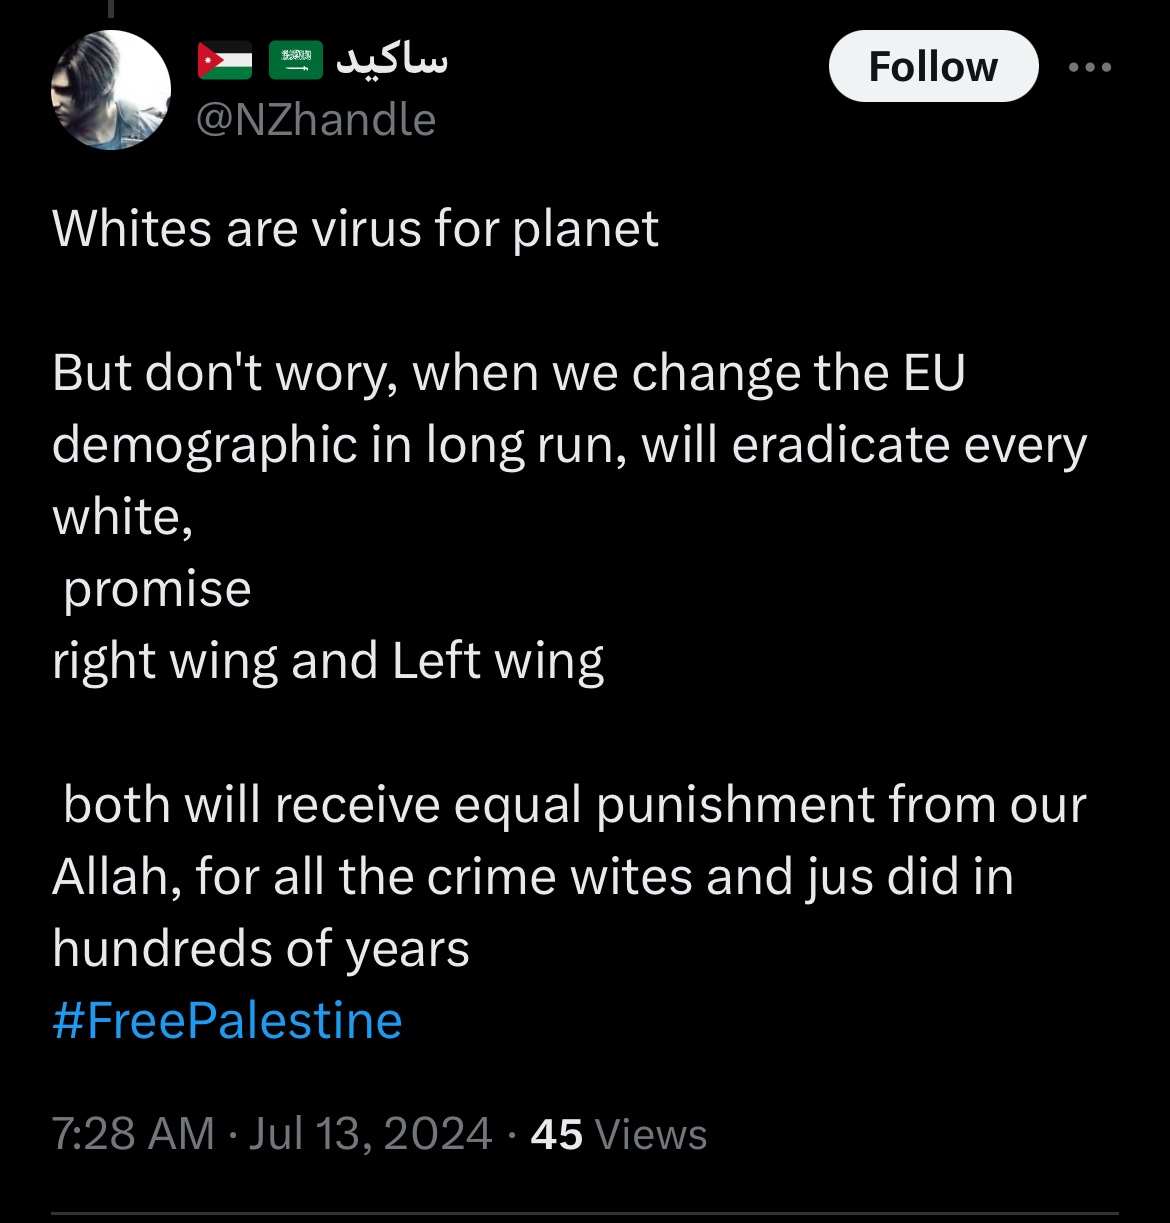 🇯🇴 🇸🇦 ساكيد
@NZhandle
Follow
Whites are virus for planet
But don't wory, when we change the EU
demographic in long run, will eradicate every
white,
promise
right wing and Left wing
both will receive equal punishment from our
Allah, for all the crime wites and jus did in
hundreds of years
#FreePalestine
7:28 AM · Jul 13, 2024 · 45 Views